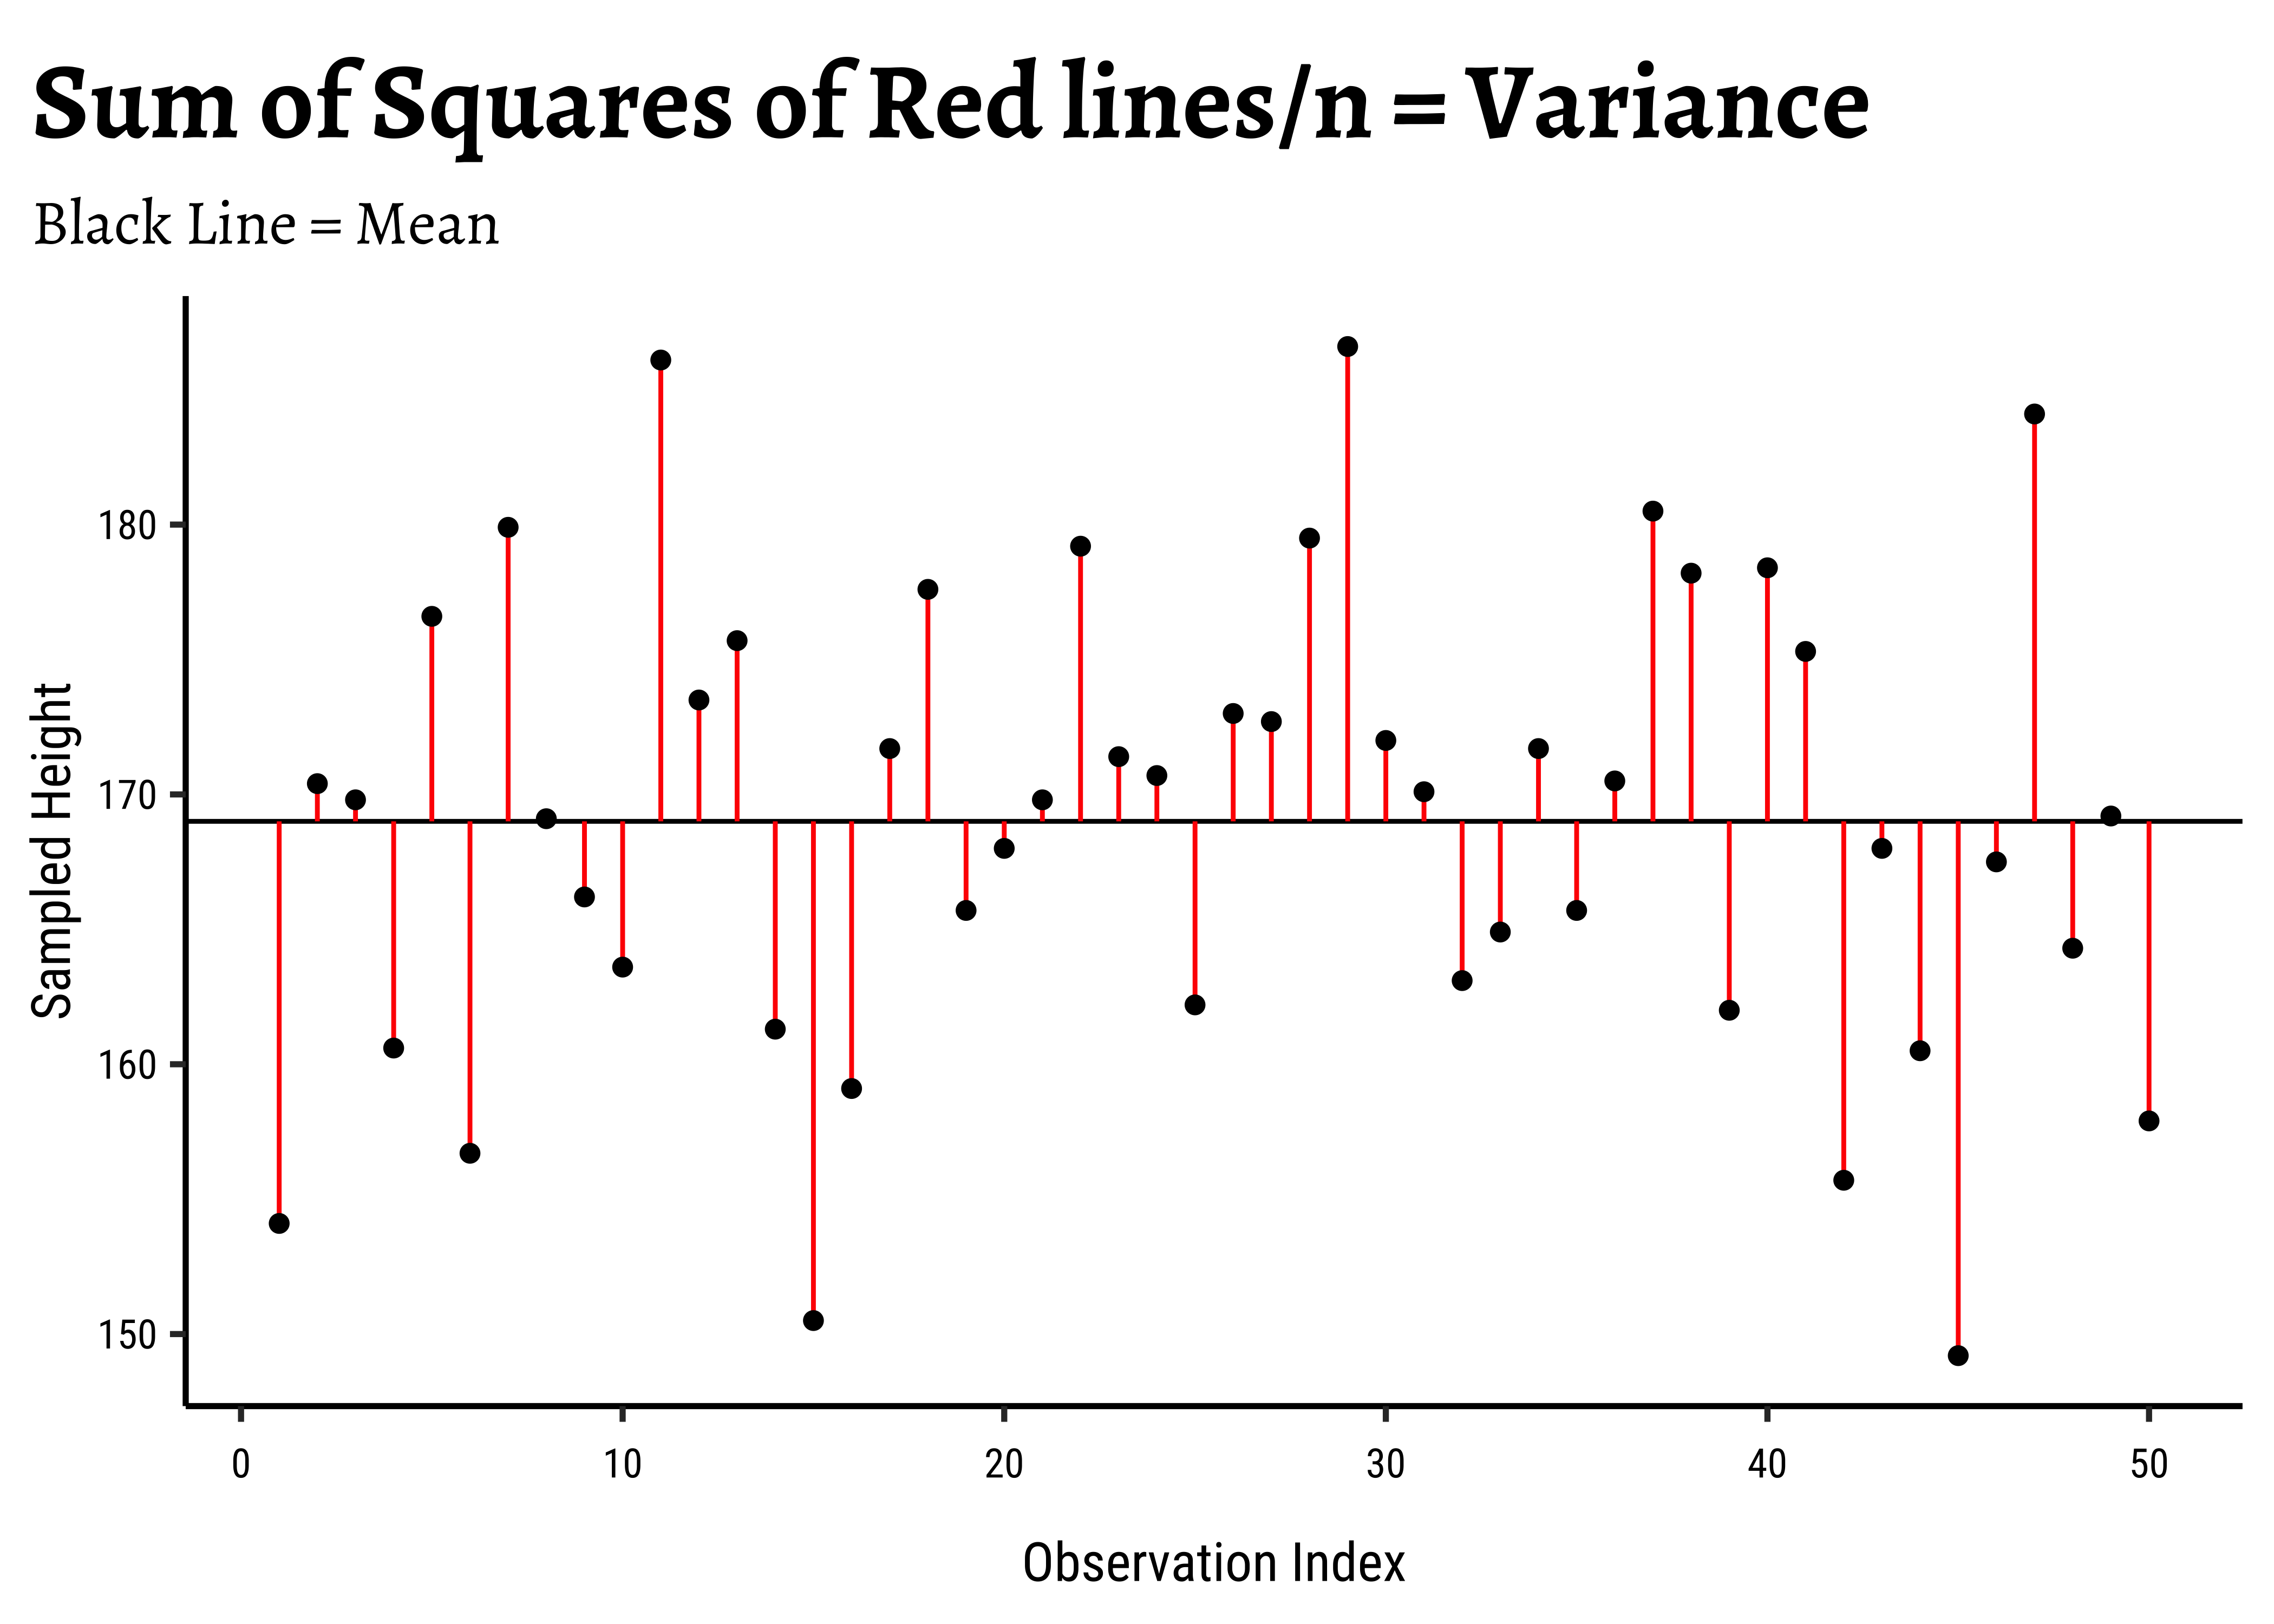 Sum of Squares of Red lines/n = Variance
Black Line = Mean
Sampled Height
180
170
160
150
0 10 20 30 40 50
Observation Index